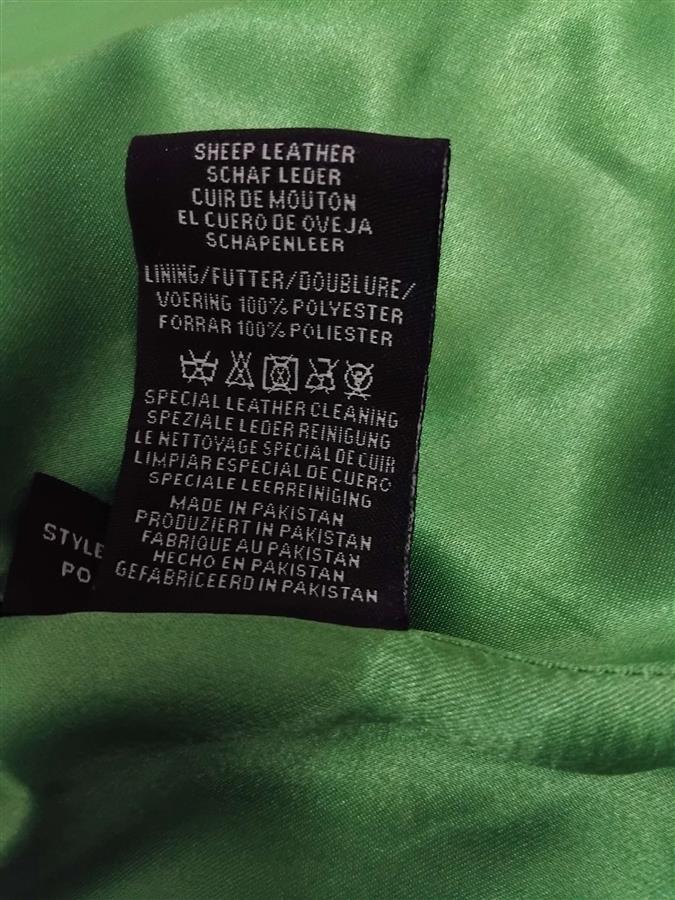 SHEEP LEATHER
SCHAF LEDER
CUIR DE MOUTON
EL CUERO DE OVEJA
SCHAPENLEER
LINING/FUTTER/DOUBLURE/
VOERING 100% POLYESTER
FORRAR 100% POLIESTER
SPECIAL LEATHER CLEANING
SPEZIALE LEDER REINIGUNG
LE NETTOYAGE SPECIAL DE CUIR
LIMPIAR ESPECIAL DE CUERO
SPECIALE LEERREINIGING
MADE IN PAKISTAN
PRODUZIERT IN PAKISTAN
FABRIQUE AU PAKISTAN
HECHO EN PAKISTAN
GEFABRICEERD IN PAKISTAN
STYLE
PO